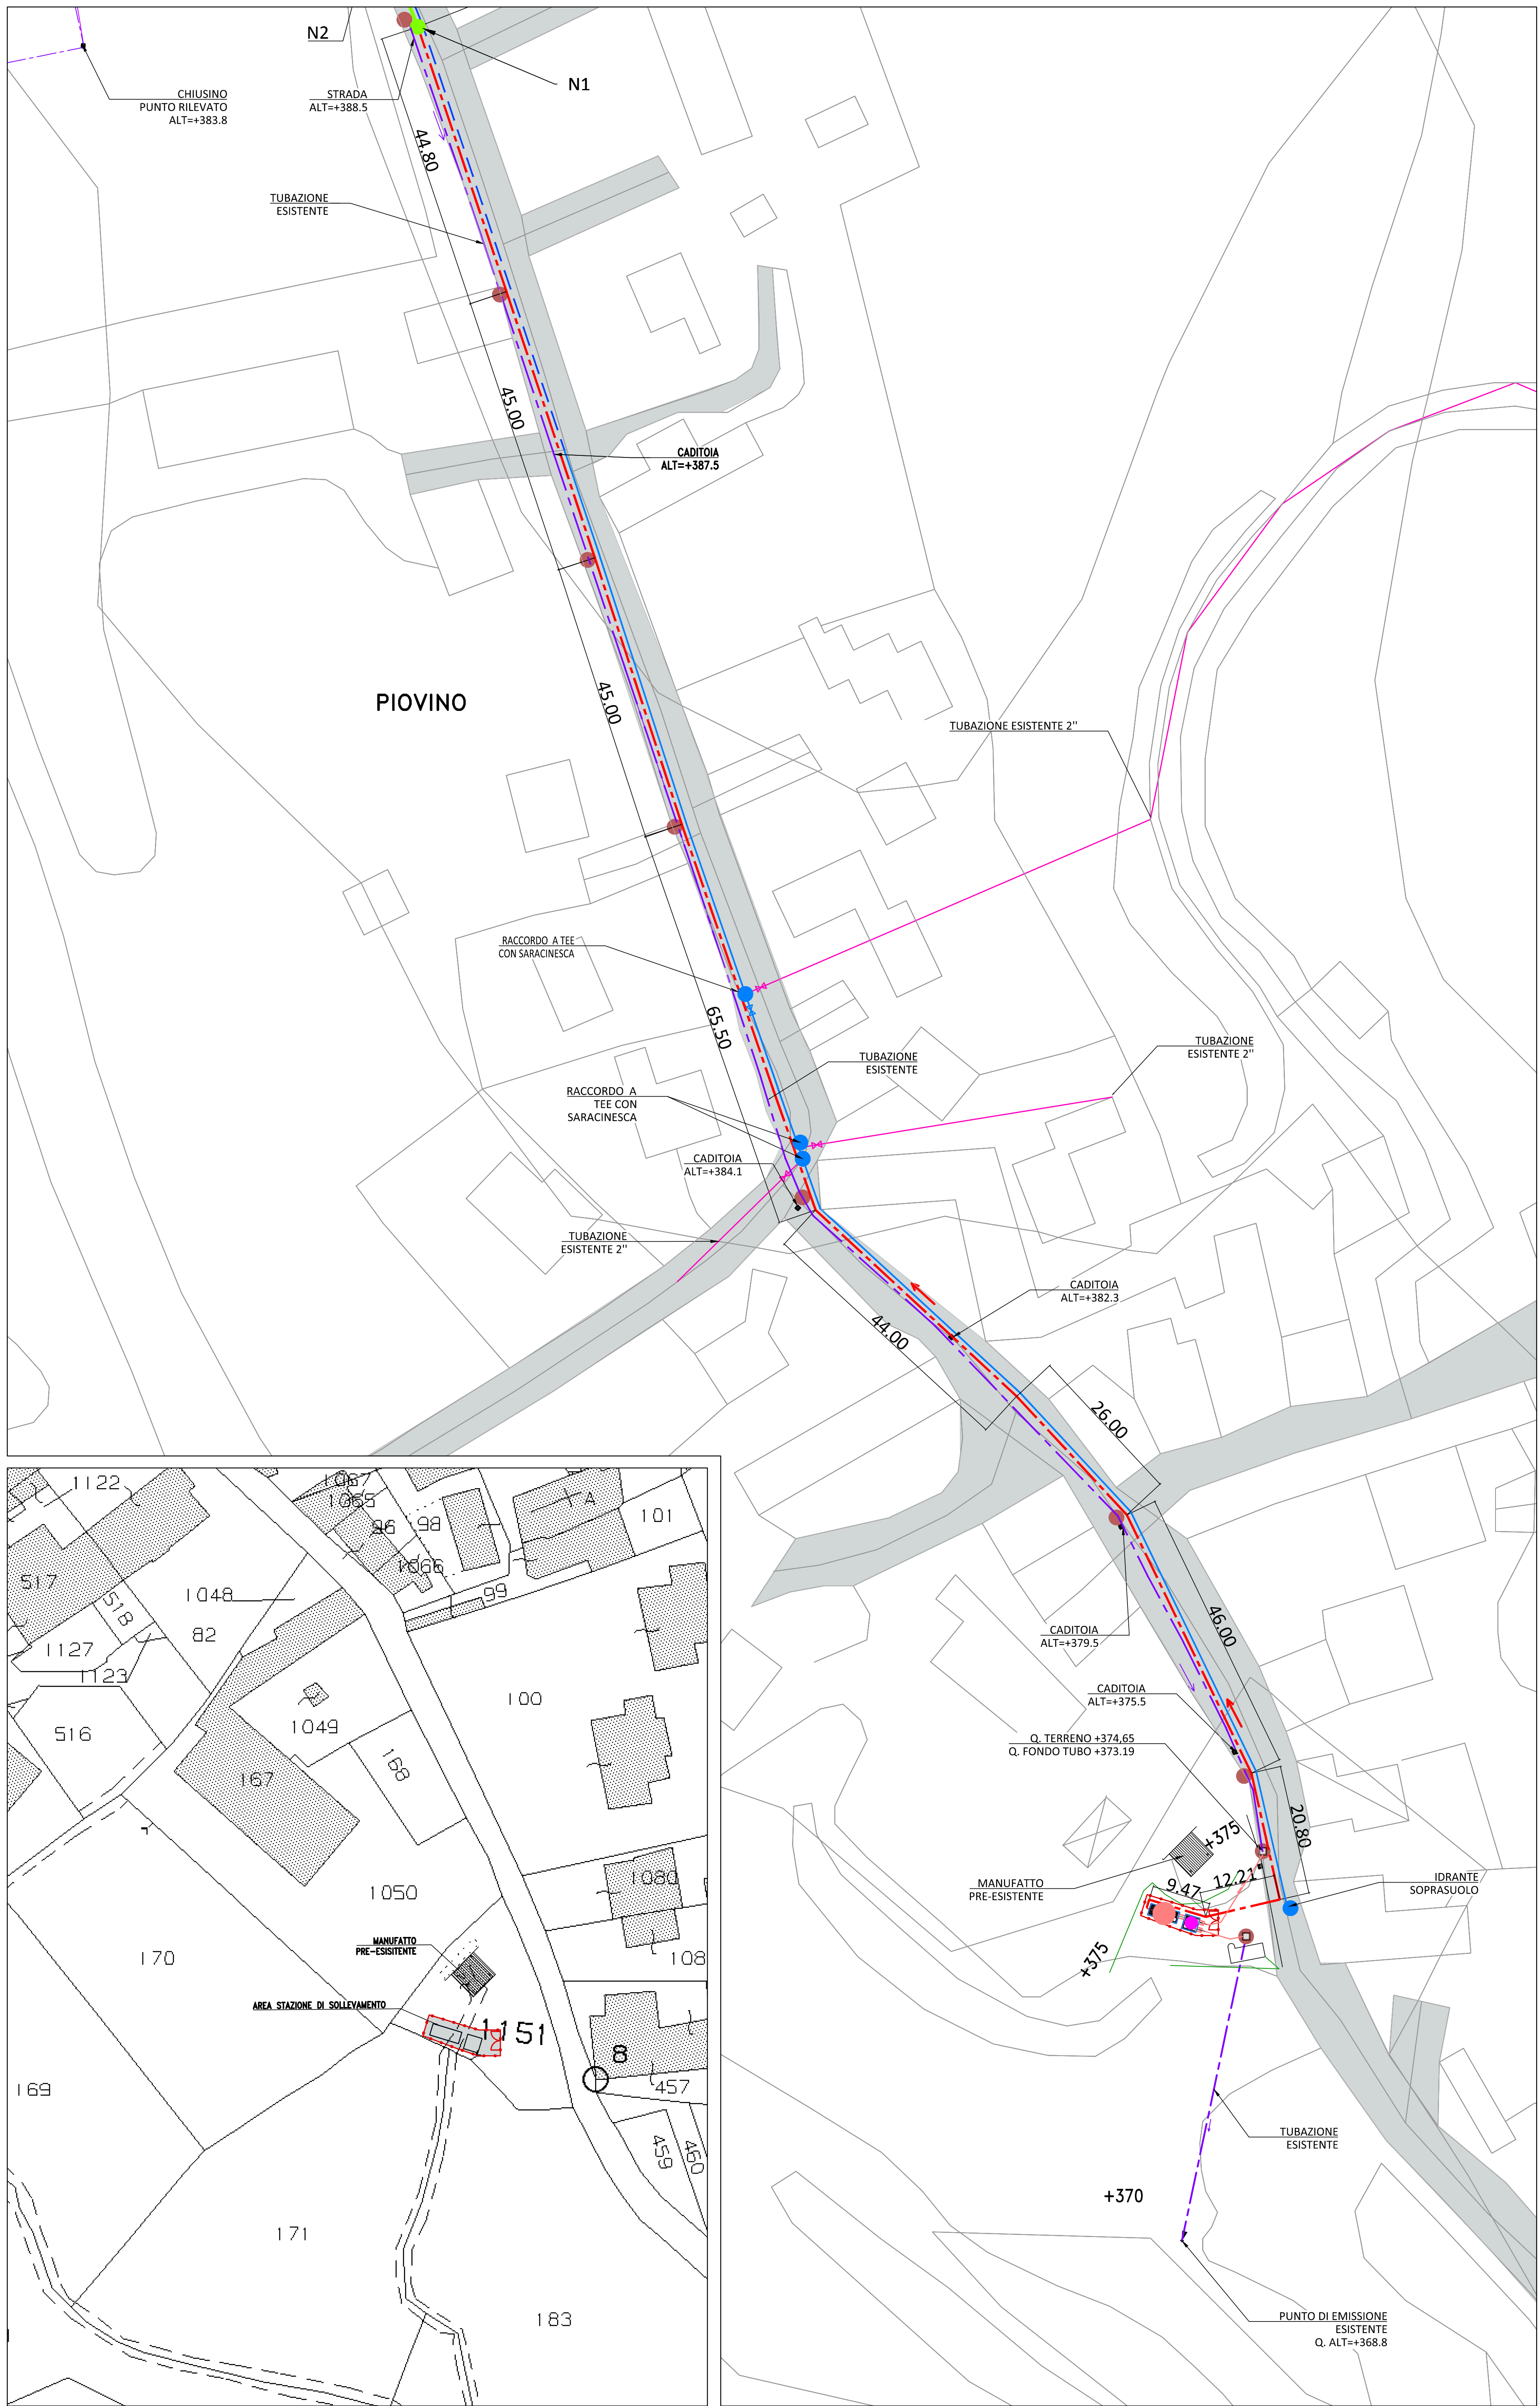 N2
N1
CHIUSINO
PUNTO RILEVATO
ALT=+383.8
STRADA
ALT=+388.5
44.80
TUBAZIONE
ESISTENTE
45.00
CADITOIA
ALT=+387.5
45.00
PIOVINO
TUBAZIONE ESISTENTE 2"
RACCORDO A TEE
CON SARACINESCA
65.50
TUBAZIONE
ESISTENTE 2"
TUBAZIONE
ESISTENTE
RACCORDO A
TEE CON
SARACINESCA
CADITOIA
ALT=+384.1
TUBAZIONE
ESISTENTE 2"
CADITOIA
ALT=+382.3
44.00
26.00
46.00
CADITOIA
ALT=+379.5
CADITOIA
ALT=+375.5
Q. TERRENO +374,65
Q. FONDO TUBO +373.19
20.80
+375
MANUFATTO
PRE-ESISTENTE
9.47
12.21
IDRANTE
SOPRASUOLO
+375
TUBAZIONE
ESISTENTE
+370
PUNTO DI EMISSIONE
ESISTENTE
Q. ALT=+368.8
1122
1067
1065
96
98
A
101
1066
99
517
518
1048
82
1127
1123
100
516
1049
168
167
1080
1050
MANUFATTO
PRE-ESISITENTE
170
108
AREA STAZIONE DI SOLLEVAMENTO
1151
8
169
457
459
460
171
183